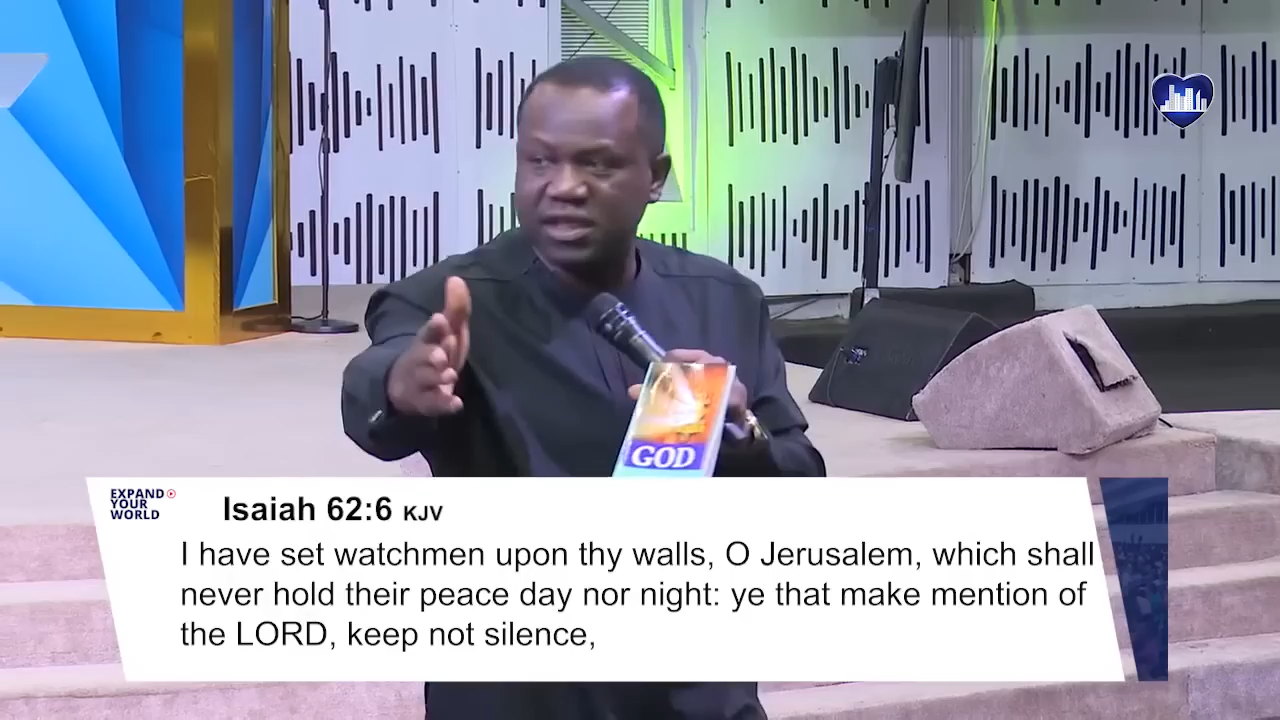 GOD
EXPAND
YOUR
WORLD
Isaiah 62:6 KJV
I have set watchmen upon thy walls, O Jerusalem, which shall
never hold their peace day nor night: ye that make mention of
the LORD, keep not silence,